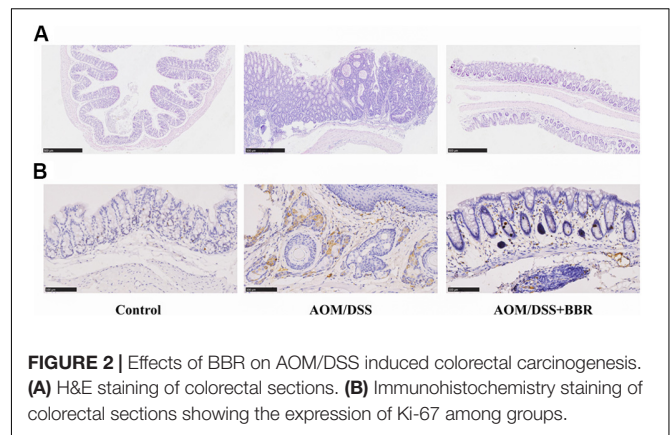 A
B
Control AOM/DSS AOM/DSS+BBR
FIGURE 2 | Effects of BBR on AOM/DSS induced colorectal carcinogenesis.
(A) H&E staining of colorectal sections. (B) Immunohistochemistry staining of
colorectal sections showing the expression of Ki-67 among groups.